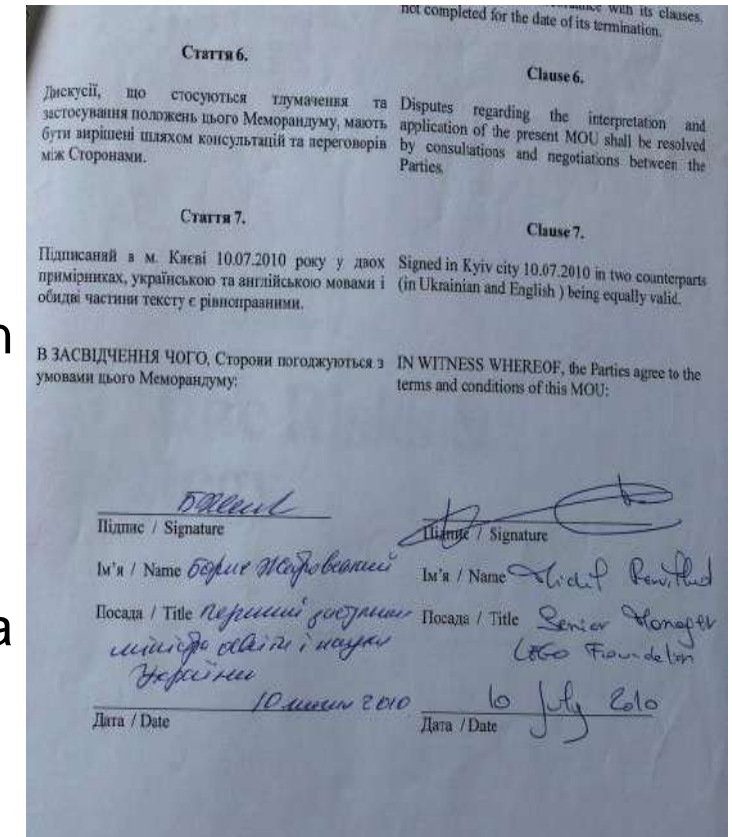 Стаття 6.
Дискусії, що стосуються тлумачення та
застосування положень цього Меморандуму, мають
бути вирішені шляхом консультацій та переговорів
між Сторонами.
Стаття 7.
Підписаний в м. Києві 10.07.2010 року у двох
примірниках, українською та англійською мовами і
обидві частини тексту є рівноправними.
В ЗАСВІДЧЕННЯ ЧОГО, Сторони погоджуються з
умовами цього Меморандуму:
Підпис / Signature
Ім'я / Name Борис Жебровський
Посада / Title Перший заступник
міністра освіти і науки
України
10 липня 2010
Дата / Date
with its clauses,
not completed for the date of its termination.
Clause 6.
Disputes regarding the interpretation and
application of the present MOU shall be resolved
by consultations and negotiations between the
Parties.
Clause 7.
Signed in Kyiv city 10.07.2010 in two counterparts
(in Ukrainian and English ) being equally valid.
IN WITNESS WHEREOF, the Parties agree to the
terms and conditions of this MOU:
Підпис / Signature
Ім'я / Name
Посада / Title Senior Manager
LEGO Foundation
10 July 2010
Дата / Date